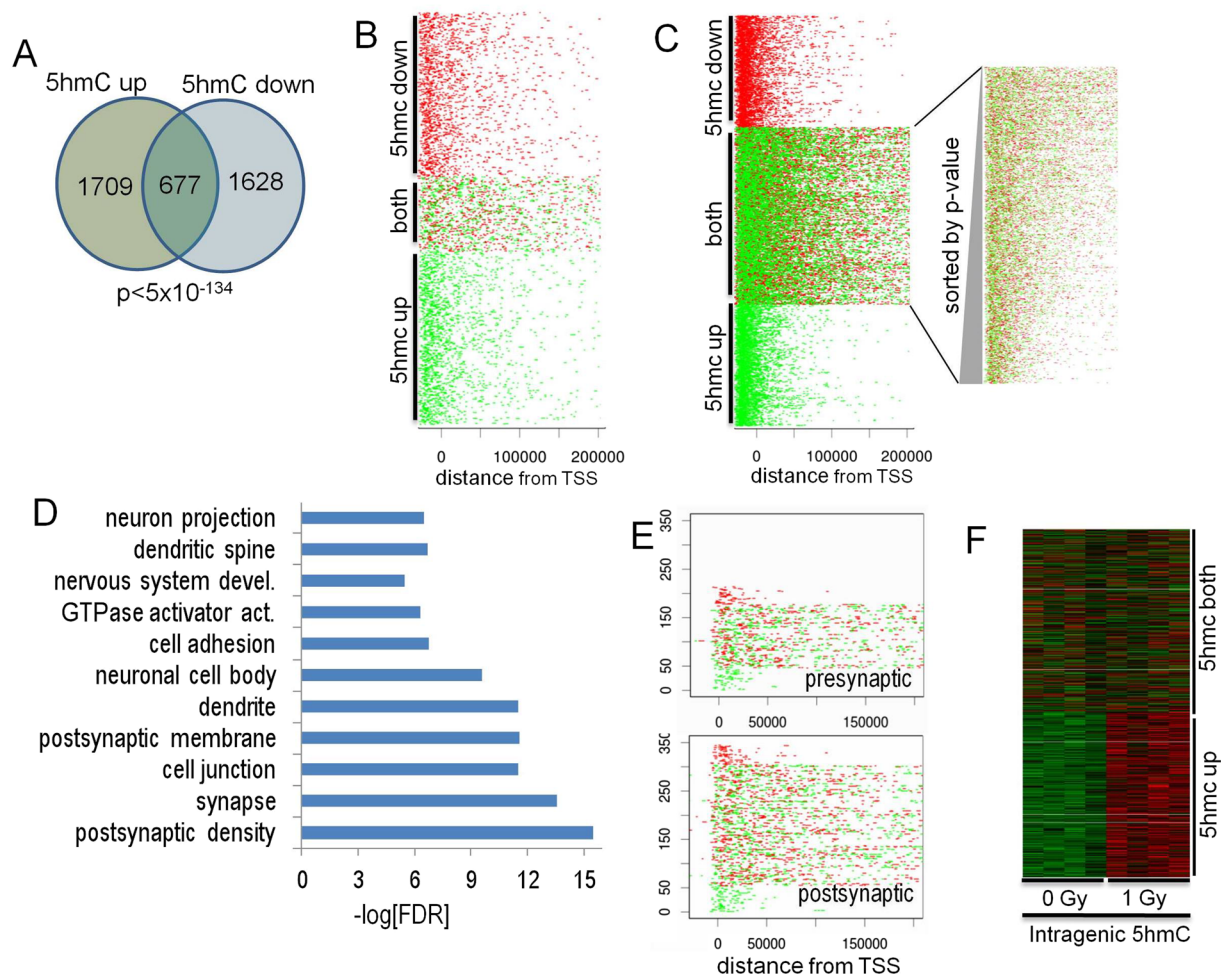 A
5hmC up
5hmC down
1709
677
1628
p<5x10⁻¹³⁴
B
5hmc down
both
5hmc up
0
100000
200000
distance from TSS
C
5hmc down
both
5hmc up
0
100000
200000
distance from TSS
sorted by p-value
D
neuron projection
dendritic spine
nervous system devel.
GTPase activator act.
cell adhesion
neuronal cell body
dendrite
postsynaptic membrane
cell junction
synapse
postsynaptic density
0 3 6 9 12 15
-log[FDR]
E
350
250
150
50
0
presynaptic
0 50000 150000
350
250
150
50
0
postsynaptic
0 50000 150000
distance from TSS
F
5hmc both
5hmc up
0 Gy 1 Gy
Intragenic 5hmC